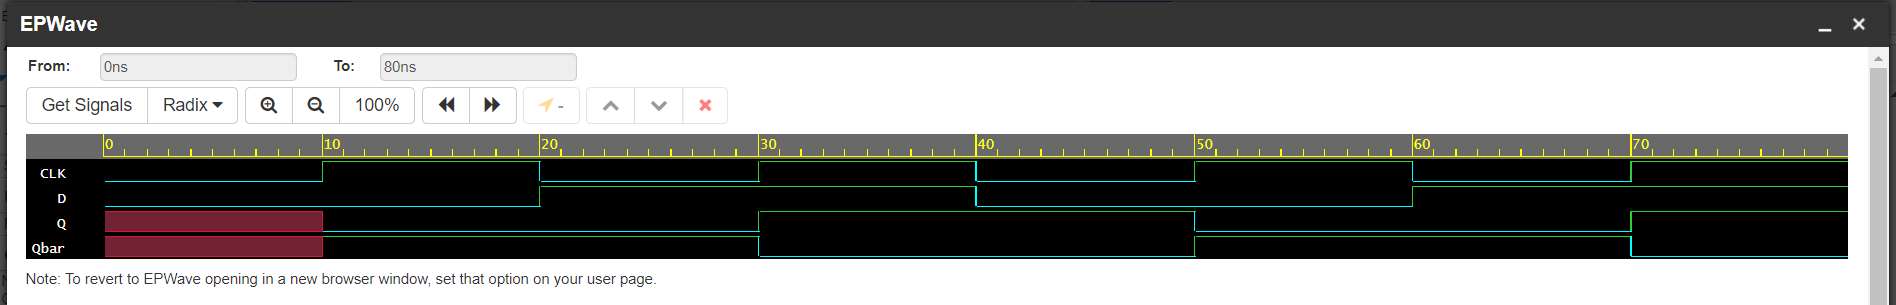 EPWave
From: 0ns To: 80ns
Get Signals Radix 100% -
0 10 20 30 40 50 60 70
CLK
D
Q
Qbar
Note: To revert to EPWave opening in a new browser window, set that option on your user page.